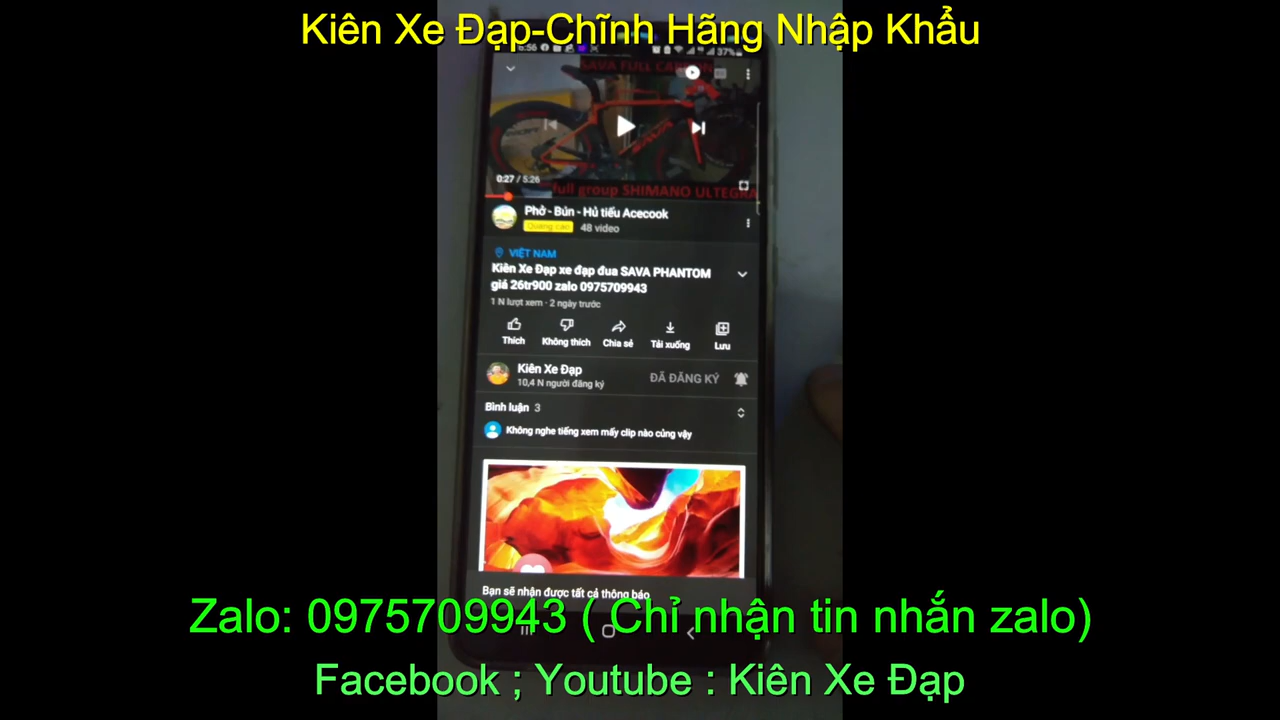 Kiên Xe Đạp-Chĩnh Hãng Nhập Khẩu
6:56
37%
SAVA FULL CARBON
0:27 / 5:26
full group SHIMANO ULTEGRA
Phở - Bún - Hủ tiếu Acecook
Quảng cáo 48 video
VIỆT NAM
Kiên Xe Đạp xe đạp đua SAVA PHANTOM
giá 26tr900 zalo 0975709943
1 N lượt xem · 2 ngày trước
Thích Không thích Chia sẻ Tải xuống Lưu
Kiên Xe Đạp
10,4 N người đăng ký
ĐÃ ĐĂNG KÝ
Bình luận 3
Không nghe tiếng xem mấy clip nào củng vậy
Bạn sẽ nhận được tất cả thông báo
Zalo: 0975709943 ( Chỉ nhận tin nhắn zalo)
Facebook ; Youtube : Kiên Xe Đạp